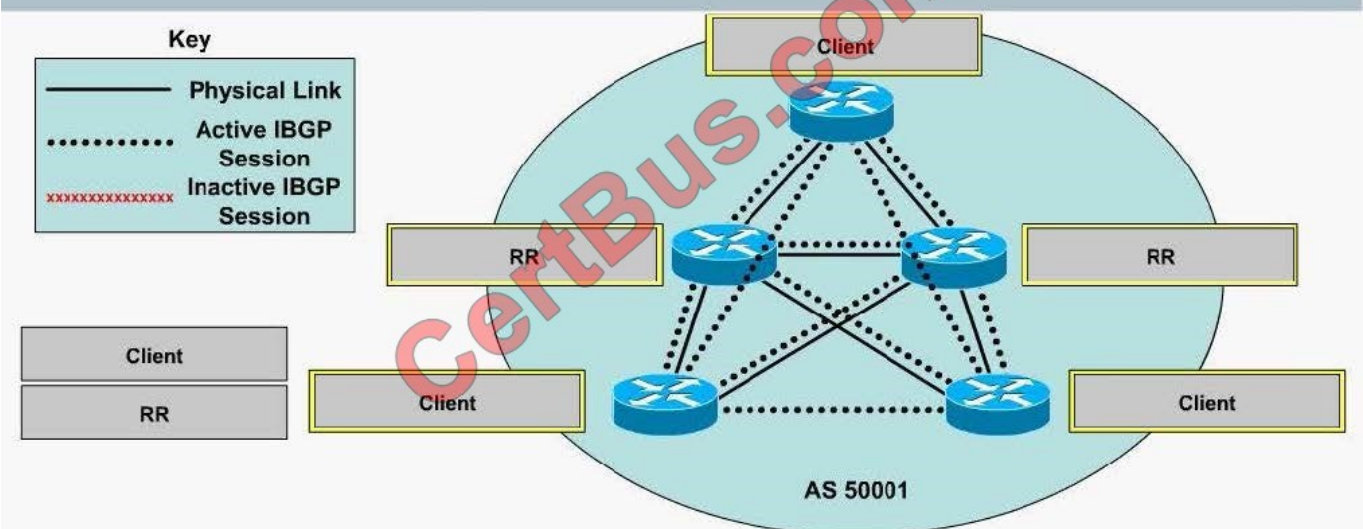 Key
Physical Link
Active IBGP
Session
xxxxxxxxxxxxxxx
Inactive IBGP
Session
Client
RR
RR
Client
RR
Client
Client
AS 50001
CertBus.com